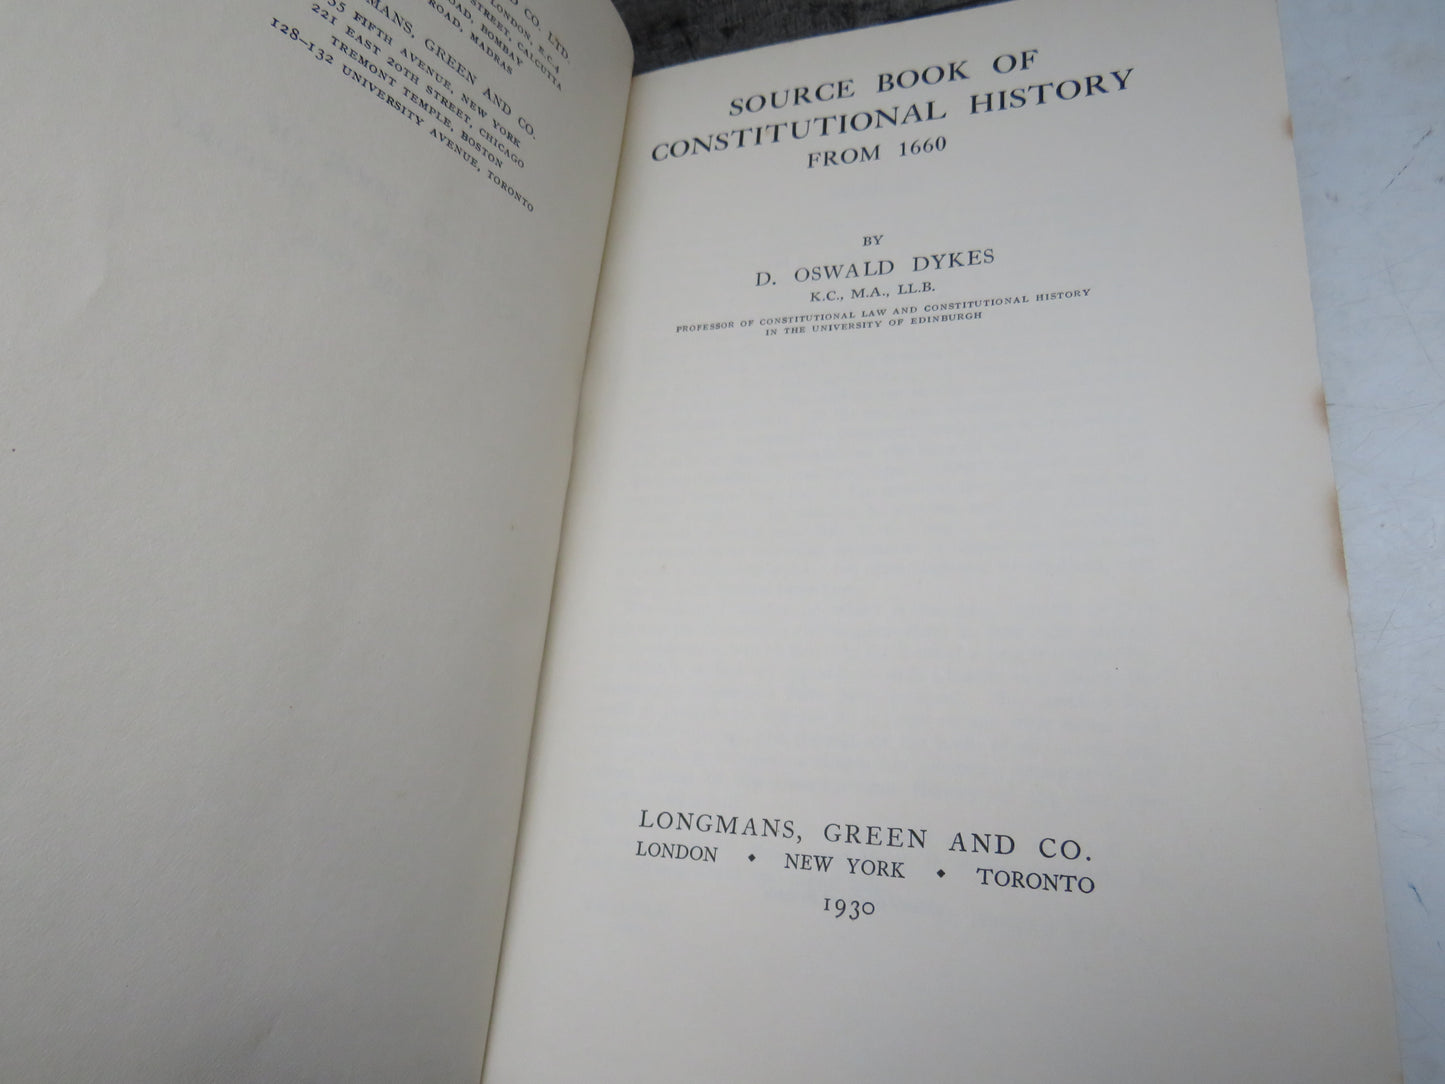 CO. LTD.
LONDON, E.C.4
STREET, CALCUTTA
ROAD, BOMBAY
ROAD, MADRAS
GREEN AND CO.
55 FIFTH AVENUE, NEW YORK
221 EAST 20TH STREET, CHICAGO
TREMONT TEMPLE, BOSTON
128-132 UNIVERSITY AVENUE, TORONTO
SOURCE BOOK OF
CONSTITUTIONAL HISTORY
FROM 1660
BY
D. OSWALD DYKES
K.C., M.A., LL.B.
PROFESSOR OF CONSTITUTIONAL LAW AND CONSTITUTIONAL HISTORY
IN THE UNIVERSITY OF EDINBURGH
LONGMANS, GREEN AND CO.
LONDON ♦ NEW YORK ♦ TORONTO
1930